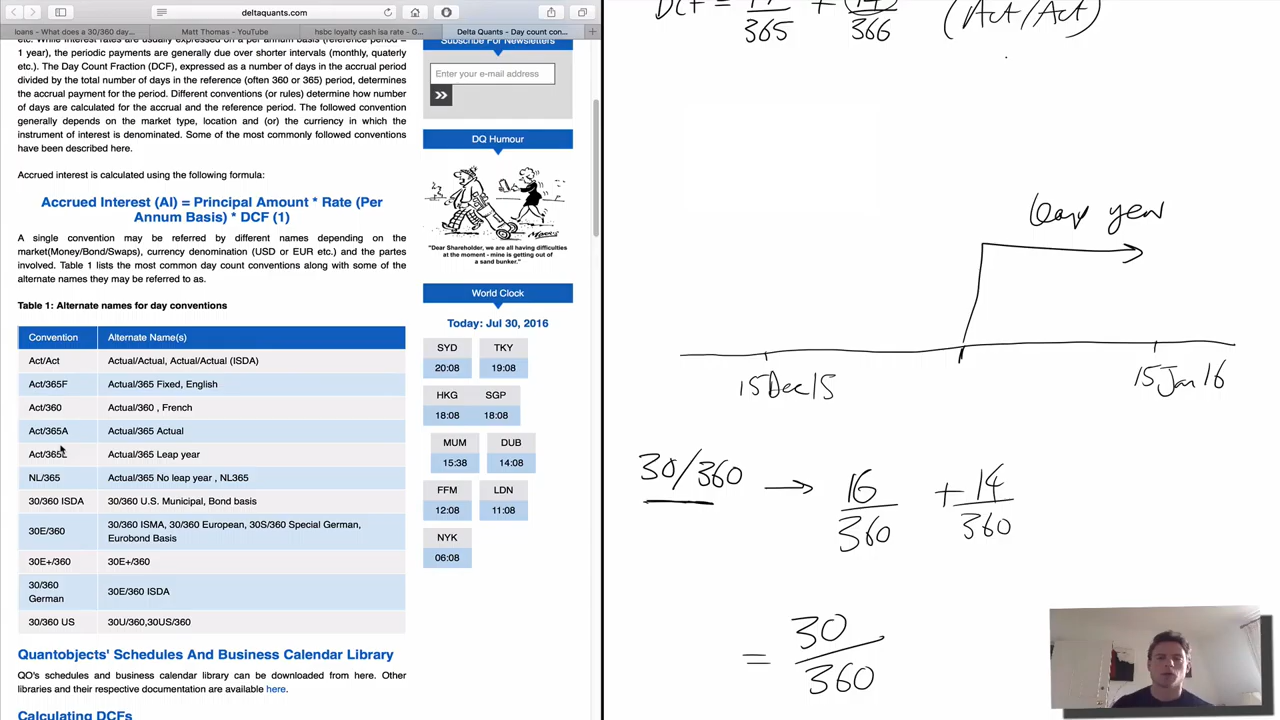 deltaquants.com
loans - What does a 30/360 day...
Matt Thomas - YouTube
hsbc loyalty cash isa rate - G...
Delta Quants - Day count con...
1 year), the periodic payments are generally due over shorter intervals (monthly, quaterly
etc.). The Day Count Fraction (DCF), expressed as a number of days in the accrual period
divided by the total number of days in the reference (often 360 or 365) period, determines
the accrual payment for the period. Different conventions (or rules) determine how number
of days are calculated for the accrual and the reference period. The followed convention
generally depends on the market type, location and (or) the currency in which the
instrument of interest is denominated. Some of the most commonly followed conventions
have been described here.
Accrued interest is calculated using the following formula:
Accrued Interest (AI) = Principal Amount * Rate (Per
Annum Basis) * DCF (1)
A single convention may be referred by different names depending on the
market(Money/Bond/Swaps), currency denomination (USD or EUR etc.) and the partes
involved. Table 1 lists the most common day count conventions along with some of the
alternate names they may be referred to as.
Table 1: Alternate names for day conventions
Convention Alternate Name(s)
Act/Act Actual/Actual, Actual/Actual (ISDA)
Act/365F Actual/365 Fixed, English
Act/360 Actual/360 , French
Act/365A Actual/365 Actual
Act/365L Actual/365 Leap year
NL/365 Actual/365 No leap year , NL365
30/360 ISDA 30/360 U.S. Municipal, Bond basis
30E/360 30/360 ISMA, 30/360 European, 30S/360 Special German,
Eurobond Basis
30E+/360 30E+/360
30/360
German 30E/360 ISDA
30/360 US 30U/360,30US/360
Quantobjects' Schedules And Business Calendar Library
QO's schedules and business calendar library can be downloaded from here. Other
libraries and their respective documentation are available here.
Calculating DCFs
Subscribe For Newsletters
Enter your e-mail address
DQ Humour
"Dear Shareholder, we are all having difficulties
at the moment - mine is getting out of
a sand bunker."
World Clock
Today: Jul 30, 2016
SYD TKY
20:08 19:08
HKG SGP
18:08 18:08
MUM DUB
15:38 14:08
FFM LDN
12:08 11:08
NYK
06:08
DCF = 17/365 + 14/366 (Act/Act)
leap year
15 Dec 15 15 Jan 16
30/360 → 16/360 + 14/360
= 30/360